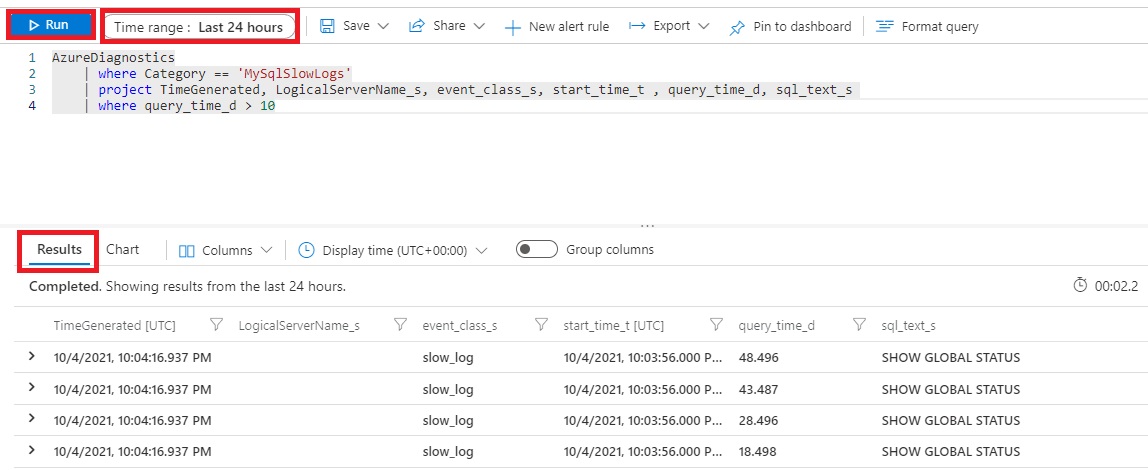 Run Time range : Last 24 hours Save Share New alert rule Export Pin to dashboard Format query
1 AzureDiagnostics
2 | where Category == 'MySqlSlowLogs'
3 | project TimeGenerated, LogicalServerName_s, event_class_s, start_time_t , query_time_d, sql_text_s
4 | where query_time_d > 10
...
Results Chart Columns Display time (UTC+00:00) Group columns
Completed. Showing results from the last 24 hours. 00:02.2
TimeGenerated [UTC] LogicalServerName_s event_class_s start_time_t [UTC] query_time_d sql_text_s
10/4/2021, 10:04:16.937 PM slow_log 10/4/2021, 10:03:56.000 P... 48.496 SHOW GLOBAL STATUS
10/4/2021, 10:04:16.937 PM slow_log 10/4/2021, 10:03:56.000 P... 43.487 SHOW GLOBAL STATUS
10/4/2021, 10:04:16.937 PM slow_log 10/4/2021, 10:03:56.000 P... 28.496 SHOW GLOBAL STATUS
10/4/2021, 10:04:16.937 PM slow_log 10/4/2021, 10:03:56.000 P... 18.498 SHOW GLOBAL STATUS